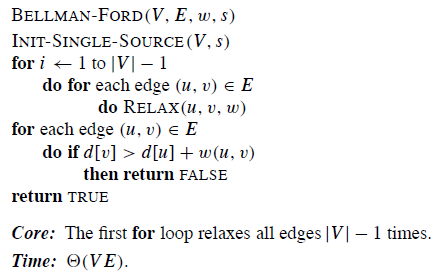 BELLMAN-FORD(V, E, w, s)
INIT-SINGLE-SOURCE(V, s)
for i ← 1 to |V| − 1
do for each edge (u, v) ∈ E
do RELAX(u, v, w)
for each edge (u, v) ∈ E
do if d[v] > d[u] + w(u, v)
then return FALSE
return TRUE
Core: The first for loop relaxes all edges |V| − 1 times.
Time: Θ(VE).